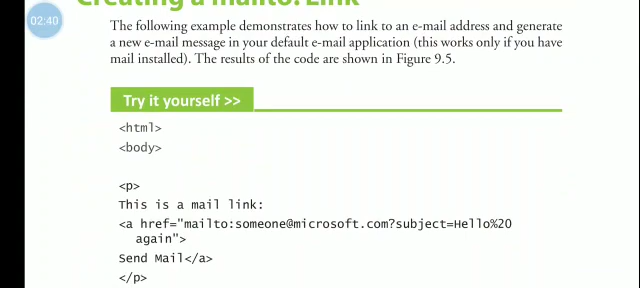 Creating a mailto: Link
02:40
The following example demonstrates how to link to an e-mail address and generate
a new e-mail message in your default e-mail application (this works only if you have
mail installed). The results of the code are shown in Figure 9.5.
Try it yourself >>
<html>
<body>
<p>
This is a mail link:
<a href="mailto:someone@microsoft.com?subject=Hello%20
again">
Send Mail</a>
</p>